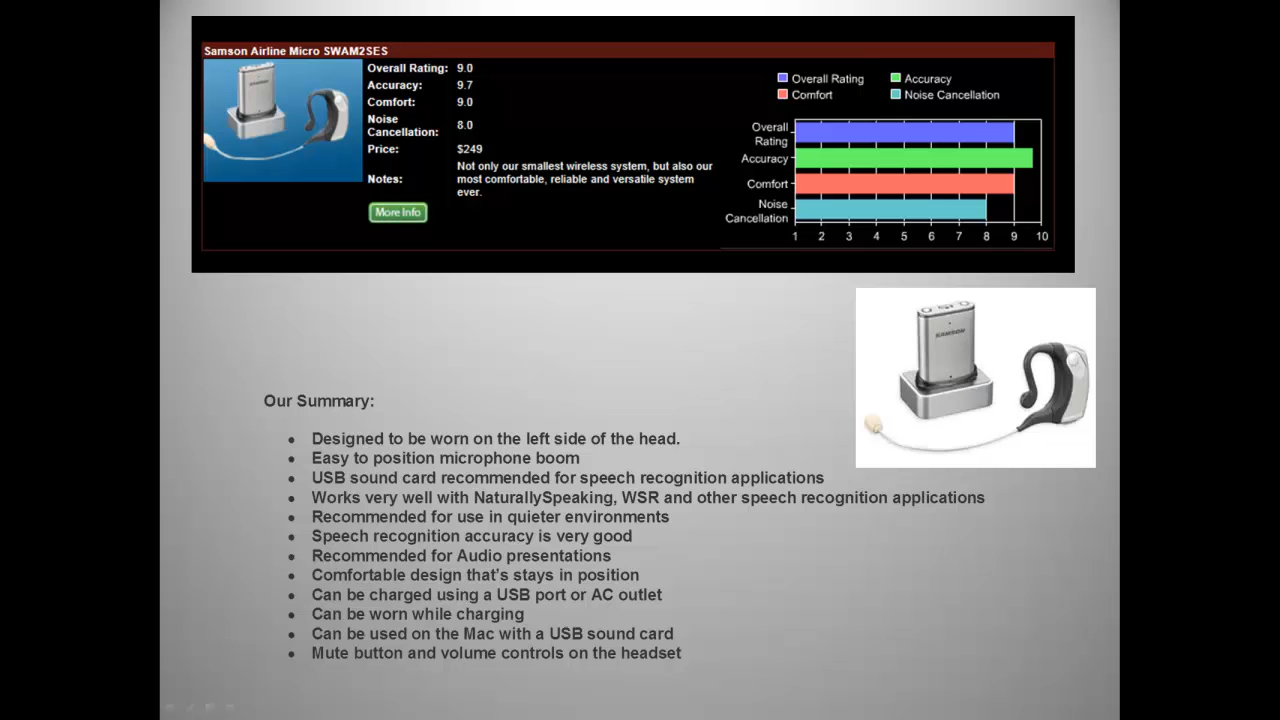 Samson Airline Micro SWAM2SES
Overall Rating: 9.0
Accuracy: 9.7
Comfort: 9.0
Noise
Cancellation: 8.0
Price: $249
Notes: Not only our smallest wireless system, but also our
most comfortable, reliable and versatile system
ever.
More Info
SAMSON
Overall Rating
Accuracy
Comfort
Noise Cancellation
Overall
Rating
Accuracy
Comfort
Noise
Cancellation
1 2 3 4 5 6 7 8 9 10
SAMSON
Our Summary:
• Designed to be worn on the left side of the head.
• Easy to position microphone boom
• USB sound card recommended for speech recognition applications
• Works very well with NaturallySpeaking, WSR and other speech recognition applications
• Recommended for use in quieter environments
• Speech recognition accuracy is very good
• Recommended for Audio presentations
• Comfortable design that's stays in position
• Can be charged using a USB port or AC outlet
• Can be worn while charging
• Can be used on the Mac with a USB sound card
• Mute button and volume controls on the headset